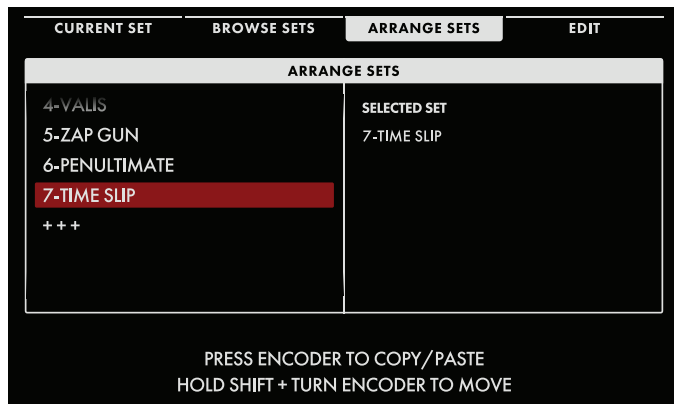 CURRENT SET BROWSE SETS ARRANGE SETS EDIT
ARRANGE SETS
4-VALIS
5-ZAP GUN
6-PENULTIMATE
7-TIME SLIP
+++
SELECTED SET
7-TIME SLIP
PRESS ENCODER TO COPY/PASTE
HOLD SHIFT + TURN ENCODER TO MOVE